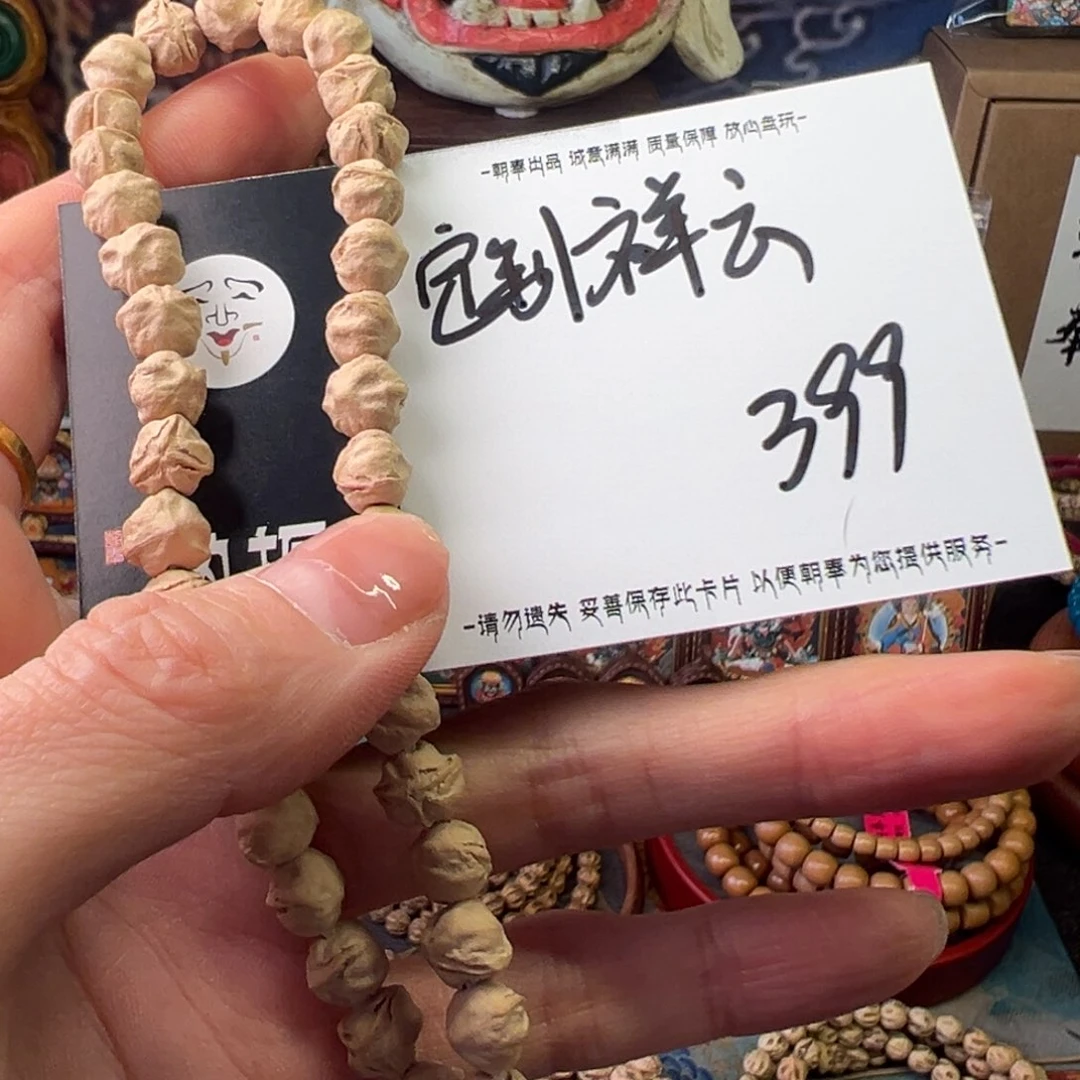 -朝奉出品 诚意满满 质量保障 放心盘玩-
定制祥云
399
-请勿遗失 妥善保存此卡片 以便朝奉为您提供服务-